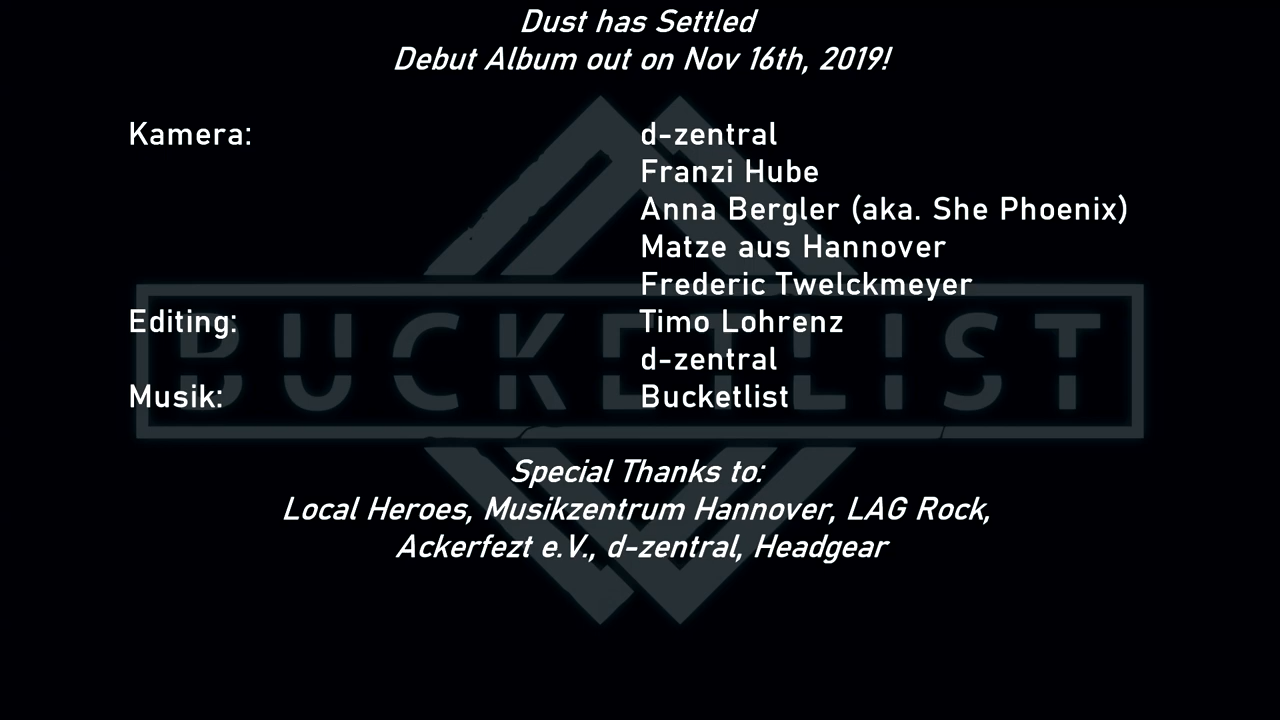 Dust has Settled
Debut Album out on Nov 16th, 2019!
Kamera: d-zentral
Franzi Hube
Anna Bergler (aka. She Phoenix)
Matze aus Hannover
Frederic Twelckmeyer
Editing: Timo Lohrenz
d-zentral
Musik: Bucketlist
BUCKETLIST
Special Thanks to:
Local Heroes, Musikzentrum Hannover, LAG Rock,
Ackerfezt e.V., d-zentral, Headgear